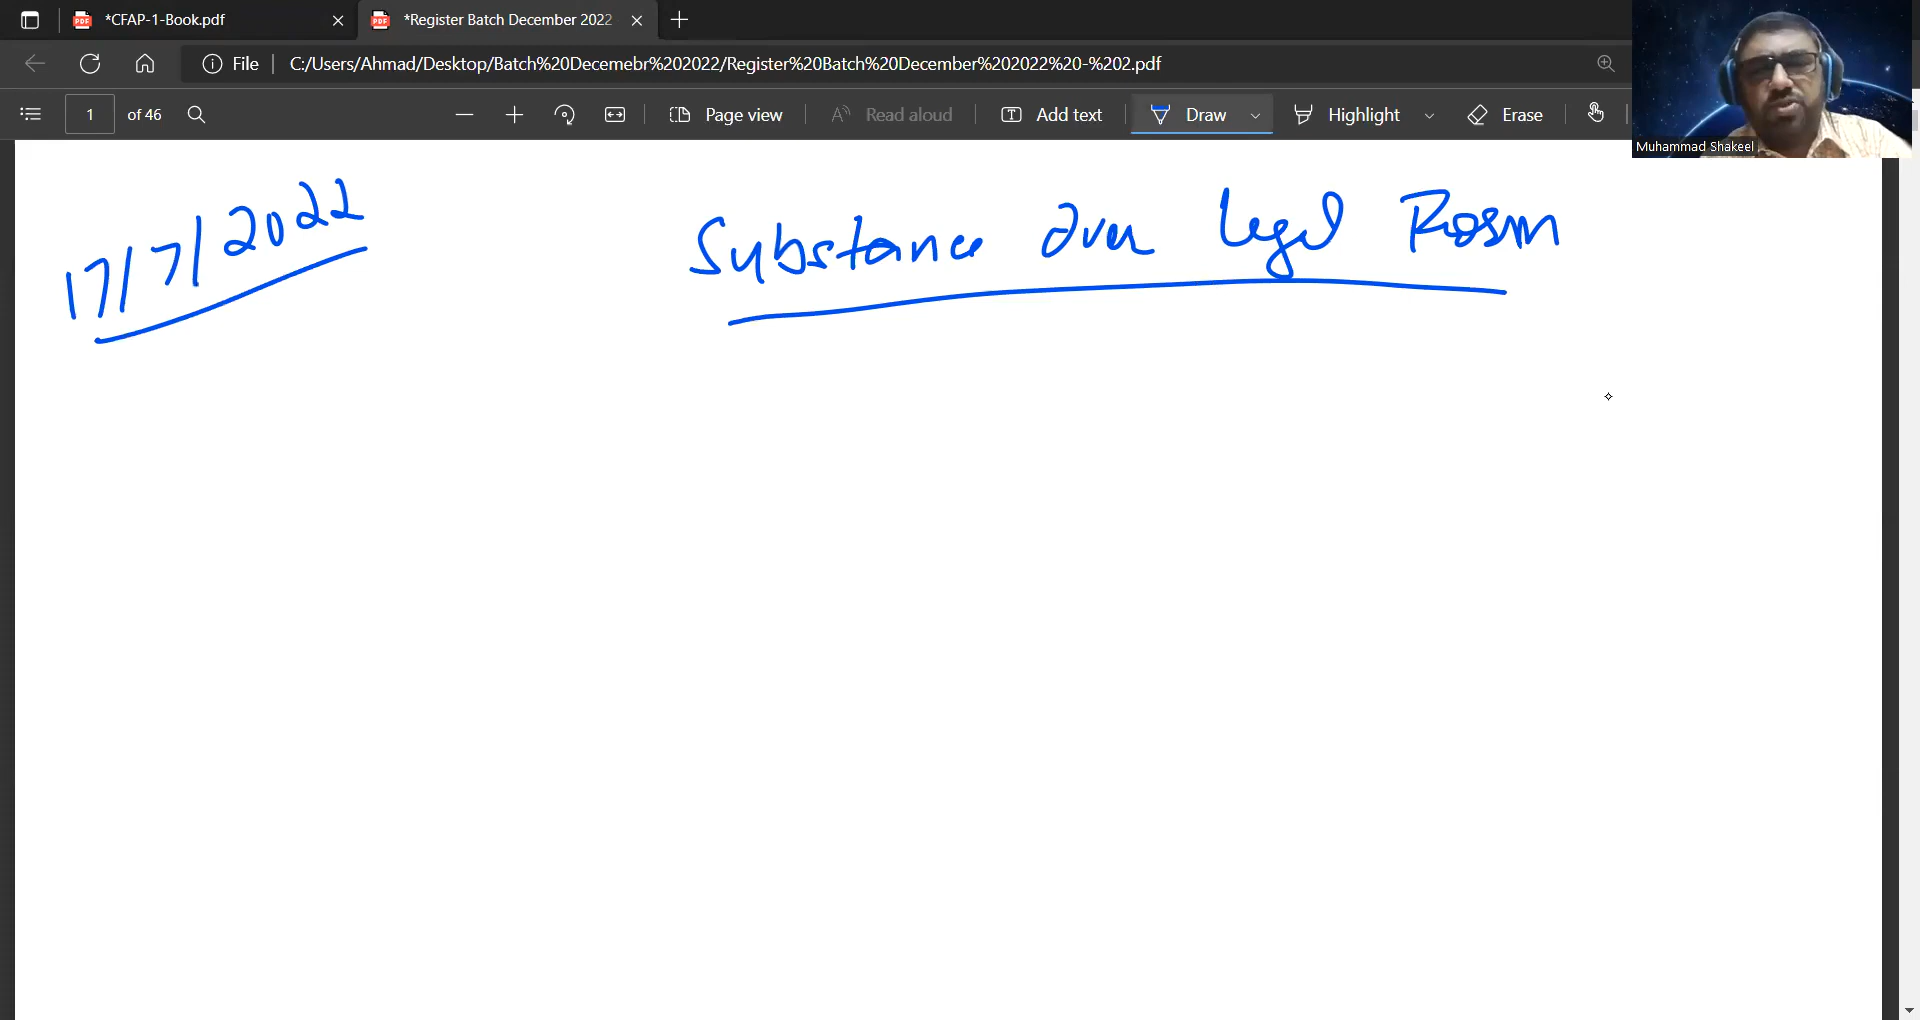 *CFAP-1-Book.pdf
*Register Batch December 2022
File
C:/Users/Ahmad/Desktop/Batch%20Decemebr%202022/Register%20Batch%20December%202022%20-%202.pdf
1 of 46
Page view
Read aloud
Add text
Draw
Highlight
Erase
Muhammad Shakeel
17/7/2022
Substance Over legal Form